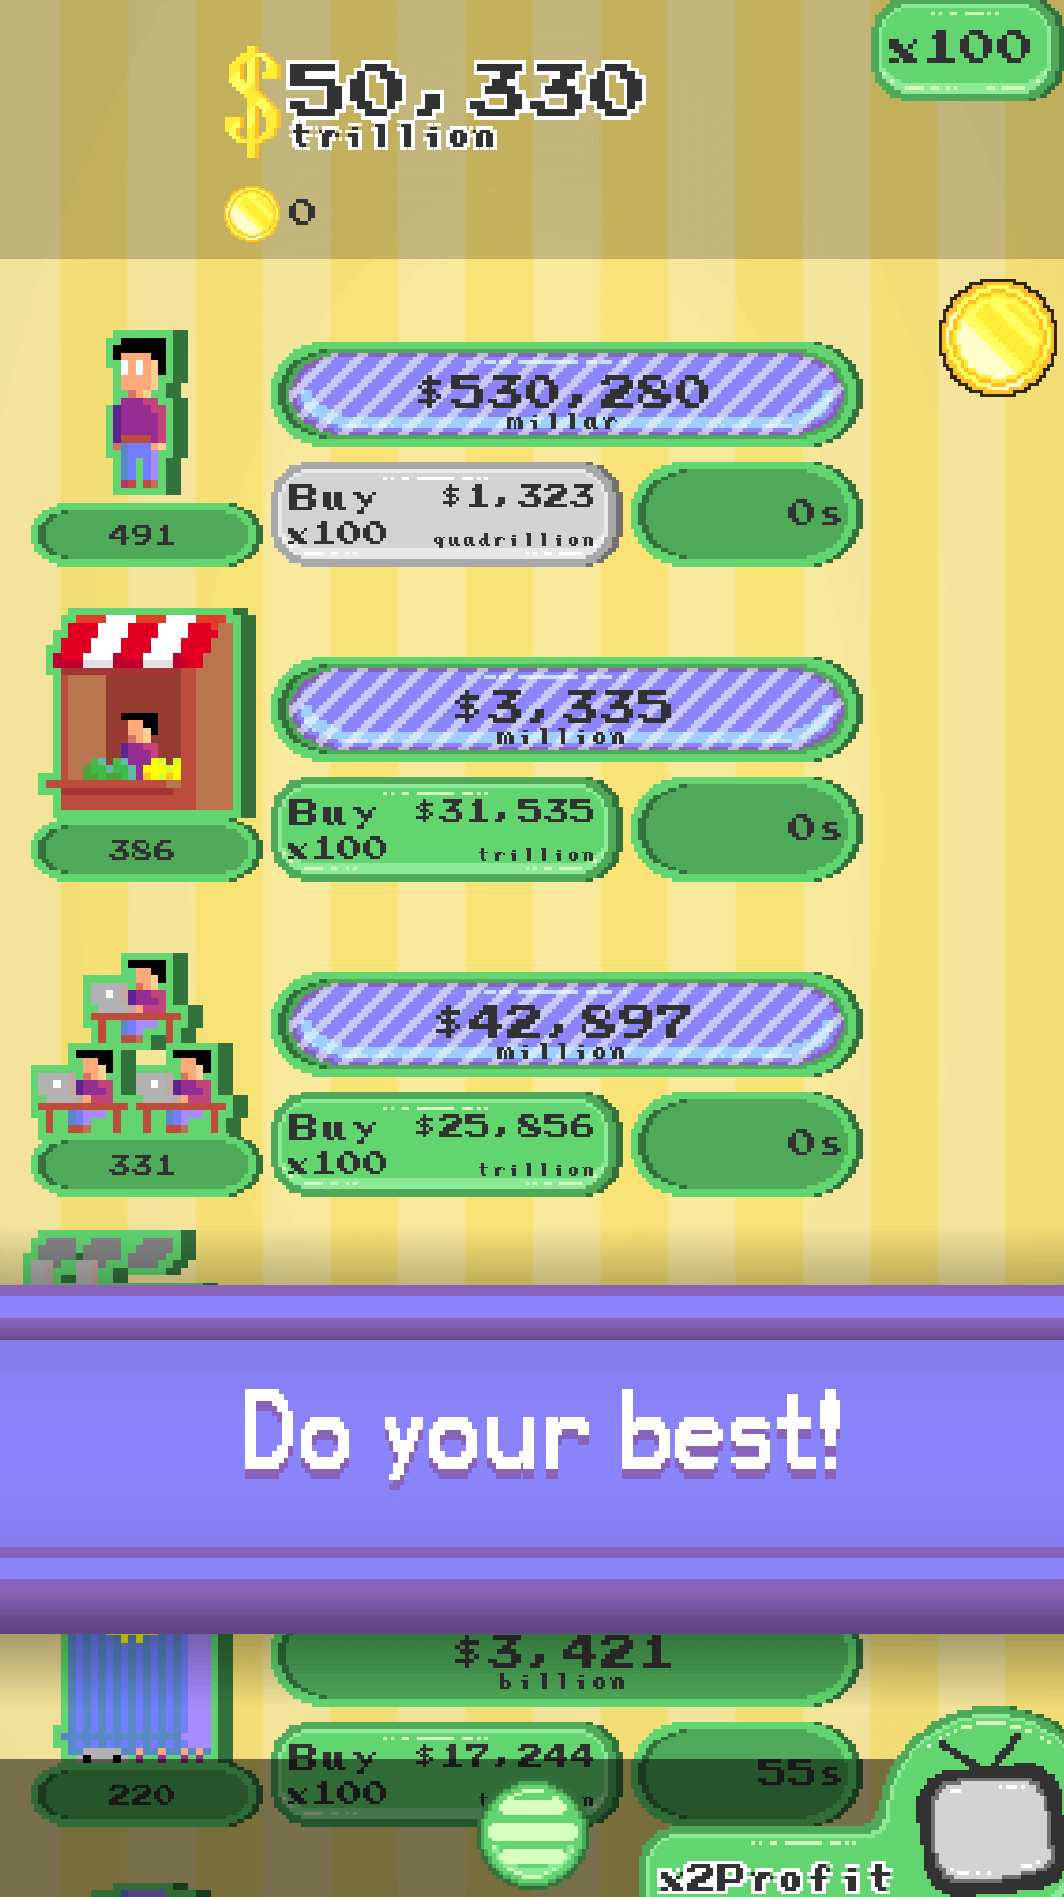 x100
$50,330
trillion
0
$530,280
millar
Buy $1,323
x100 quadrillion
0s
491
$3,335
million
Buy $31,535
x100 trillion
0s
386
$42,897
million
Buy $25,856
x100 trillion
0s
331
Do your best!
$3,421
billion
Buy $17,244
x100
55s
220
x2Profit